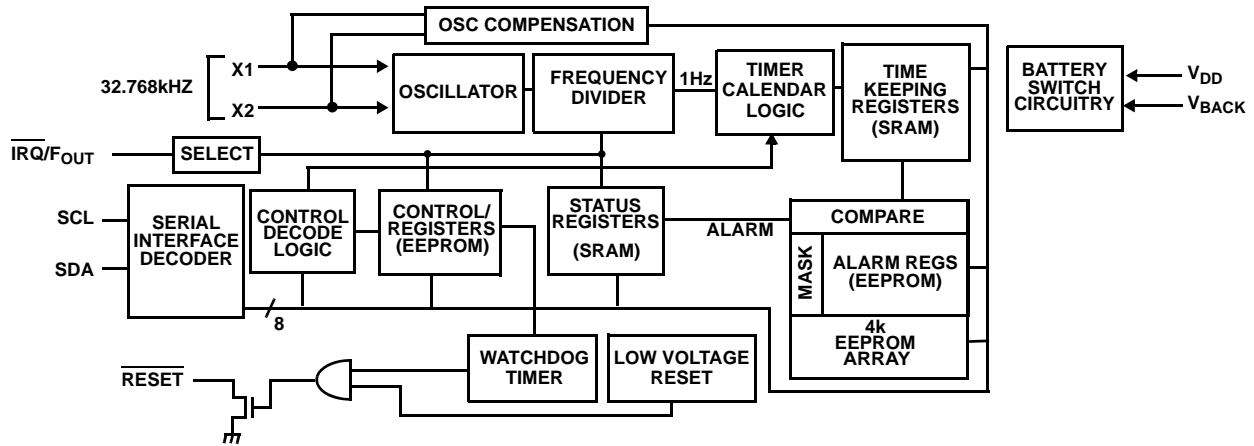 OSC COMPENSATION
32.768kHZ
X1
X2
OSCILLATOR
FREQUENCY
DIVIDER
1Hz
TIMER
CALENDAR
LOGIC
TIME
KEEPING
REGISTERS
(SRAM)
BATTERY
SWITCH
CIRCUITRY
VDD
VBACK
IRQ/FOUT
SELECT
SCL
SDA
SERIAL
INTERFACE
DECODER
CONTROL
DECODE
LOGIC
CONTROL/
REGISTERS
(EEPROM)
STATUS
REGISTERS
(SRAM)
ALARM
COMPARE
MASK
ALARM REGS
(EEPROM)
4k
EEPROM
ARRAY
8
WATCHDOG
TIMER
LOW VOLTAGE
RESET
RESET